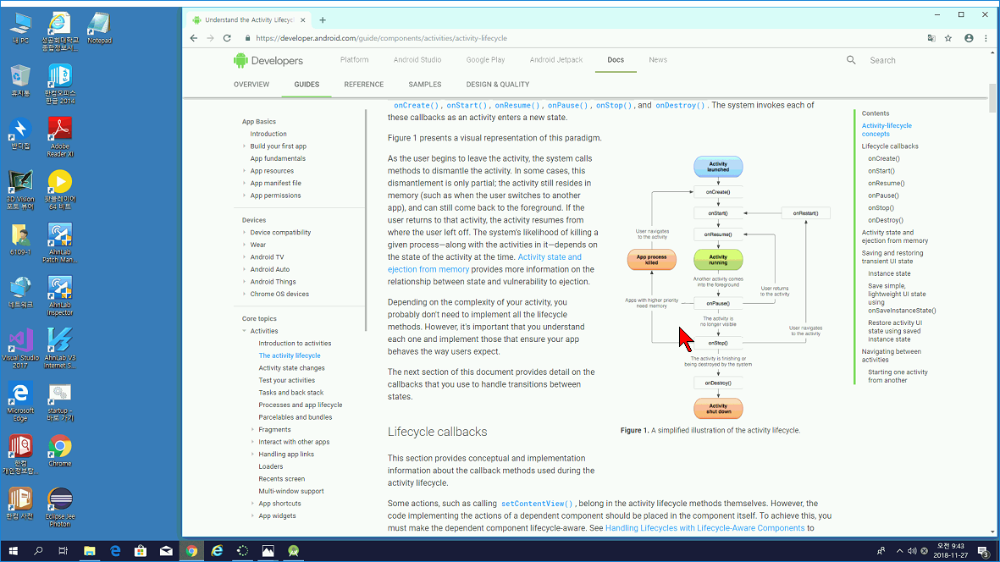 내 PC
성공회대학교
종합정보시...
Notepad
휴지통
한컴오피스
한글 2014
반디집
Adobe
Reader XI
3D Vision
포토 뷰어
팟플레이어
64 비트
6109-1
AhnLab
Patch Man...
네트워크
AhnLab
Inspector
Visual Studio
2017
AhnLab V3
Internet S...
Microsoft
Edge
startup -
바로 가기
한컴
개인정보탐...
Chrome
한컴 사전
Eclipse Jee
Photon
Understand the Activity Lifecyc
https://developer.android.com/guide/components/activities/activity-lifecycle
Developers
Platform
Android Studio
Google Play
Android Jetpack
Docs
News
Search
OVERVIEW
GUIDES
REFERENCE
SAMPLES
DESIGN & QUALITY
App Basics
Introduction
Build your first app
App fundamentals
App resources
App manifest file
App permissions
Devices
Device compatibility
Wear
Android TV
Android Auto
Android Things
Chrome OS devices
Core topics
Activities
Introduction to activities
The activity lifecycle
Activity state changes
Test your activities
Tasks and back stack
Processes and app lifecycle
Parcelables and bundles
Fragments
Interact with other apps
Handling app links
Loaders
Recents screen
Multi-window support
App shortcuts
App widgets
onCreate(), onStart(), onResume(), onPause(), onStop(), and onDestroy(). The system invokes each of
these callbacks as an activity enters a new state.
Figure 1 presents a visual representation of this paradigm.
As the user begins to leave the activity, the system calls
methods to dismantle the activity. In some cases, this
dismantlement is only partial; the activity still resides in
memory (such as when the user switches to another
app), and can still come back to the foreground. If the
user returns to that activity, the activity resumes from
where the user left off. The system's likelihood of killing a
given process—along with the activities in it—depends on
the state of the activity at the time. Activity state and
ejection from memory provides more information on the
relationship between state and vulnerability to ejection.
Depending on the complexity of your activity, you
probably don't need to implement all the lifecycle
methods. However, it's important that you understand
each one and implement those that ensure your app
behaves the way users expect.
The next section of this document provides detail on the
callbacks that you use to handle transitions between
states.
Activity
launched
onCreate()
onStart()
onRestart()
User navigates
to the activity
onResume()
App process
killed
Activity
running
Another activity comes
into the foreground
User returns
to the activity
Apps with higher priority
need memory
onPause()
The activity is
no longer visible
User navigates
to the activity
onStop()
The activity is finishing or
being destroyed by the system
onDestroy()
Activity
shut down
Figure 1. A simplified illustration of the activity lifecycle.
Lifecycle callbacks
This section provides conceptual and implementation
information about the callback methods used during the
activity lifecycle.
Some actions, such as calling setContentView(), belong in the activity lifecycle methods themselves. However, the
code implementing the actions of a dependent component should be placed in the component itself. To achieve this, you
must make the dependent component lifecycle-aware. See Handling Lifecycles with Lifecycle-Aware Components to
Contents
Activity-lifecycle
concepts
Lifecycle callbacks
onCreate()
onStart()
onResume()
onPause()
onStop()
onDestroy()
Activity state and
ejection from memory
Saving and restoring
transient UI state
Instance state
Save simple,
lightweight UI state
using
onSaveInstanceState()
Restore activity UI
state using saved
instance state
Navigating between
activities
Starting one activity
from another
오전 9:43
2018-11-27
3